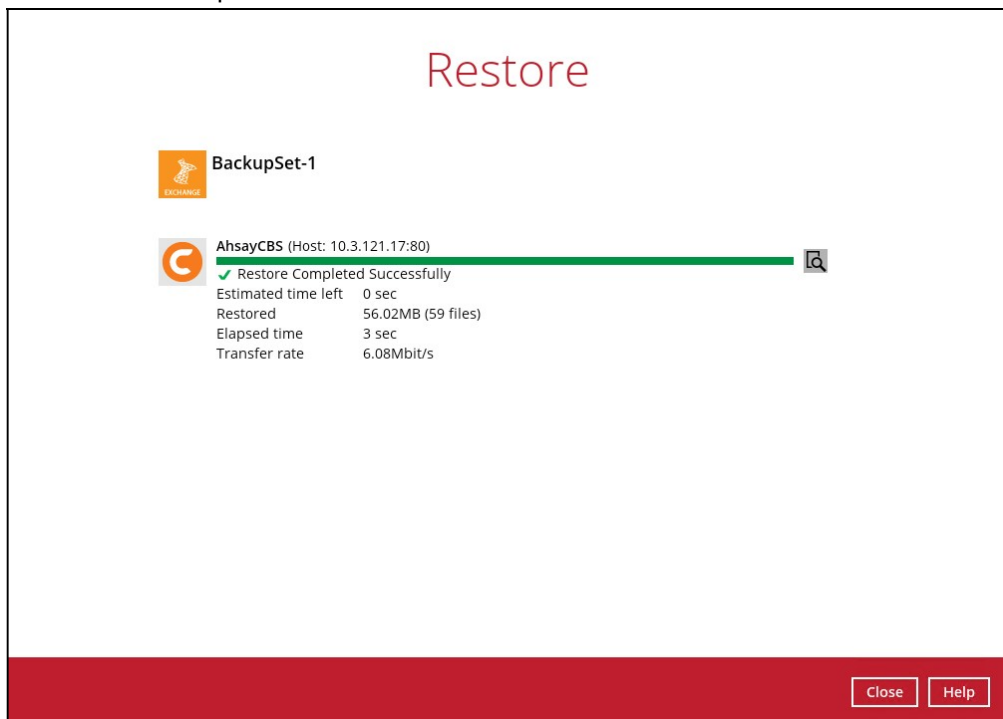 Restore
BackupSet-1
EXCHANGE
AhsayCBS (Host: 10.3.121.17:80)
Restore Completed Successfully
Estimated time left 0 sec
Restored 56.02MB (59 files)
Elapsed time 3 sec
Transfer rate 6.08Mbit/s
Close Help